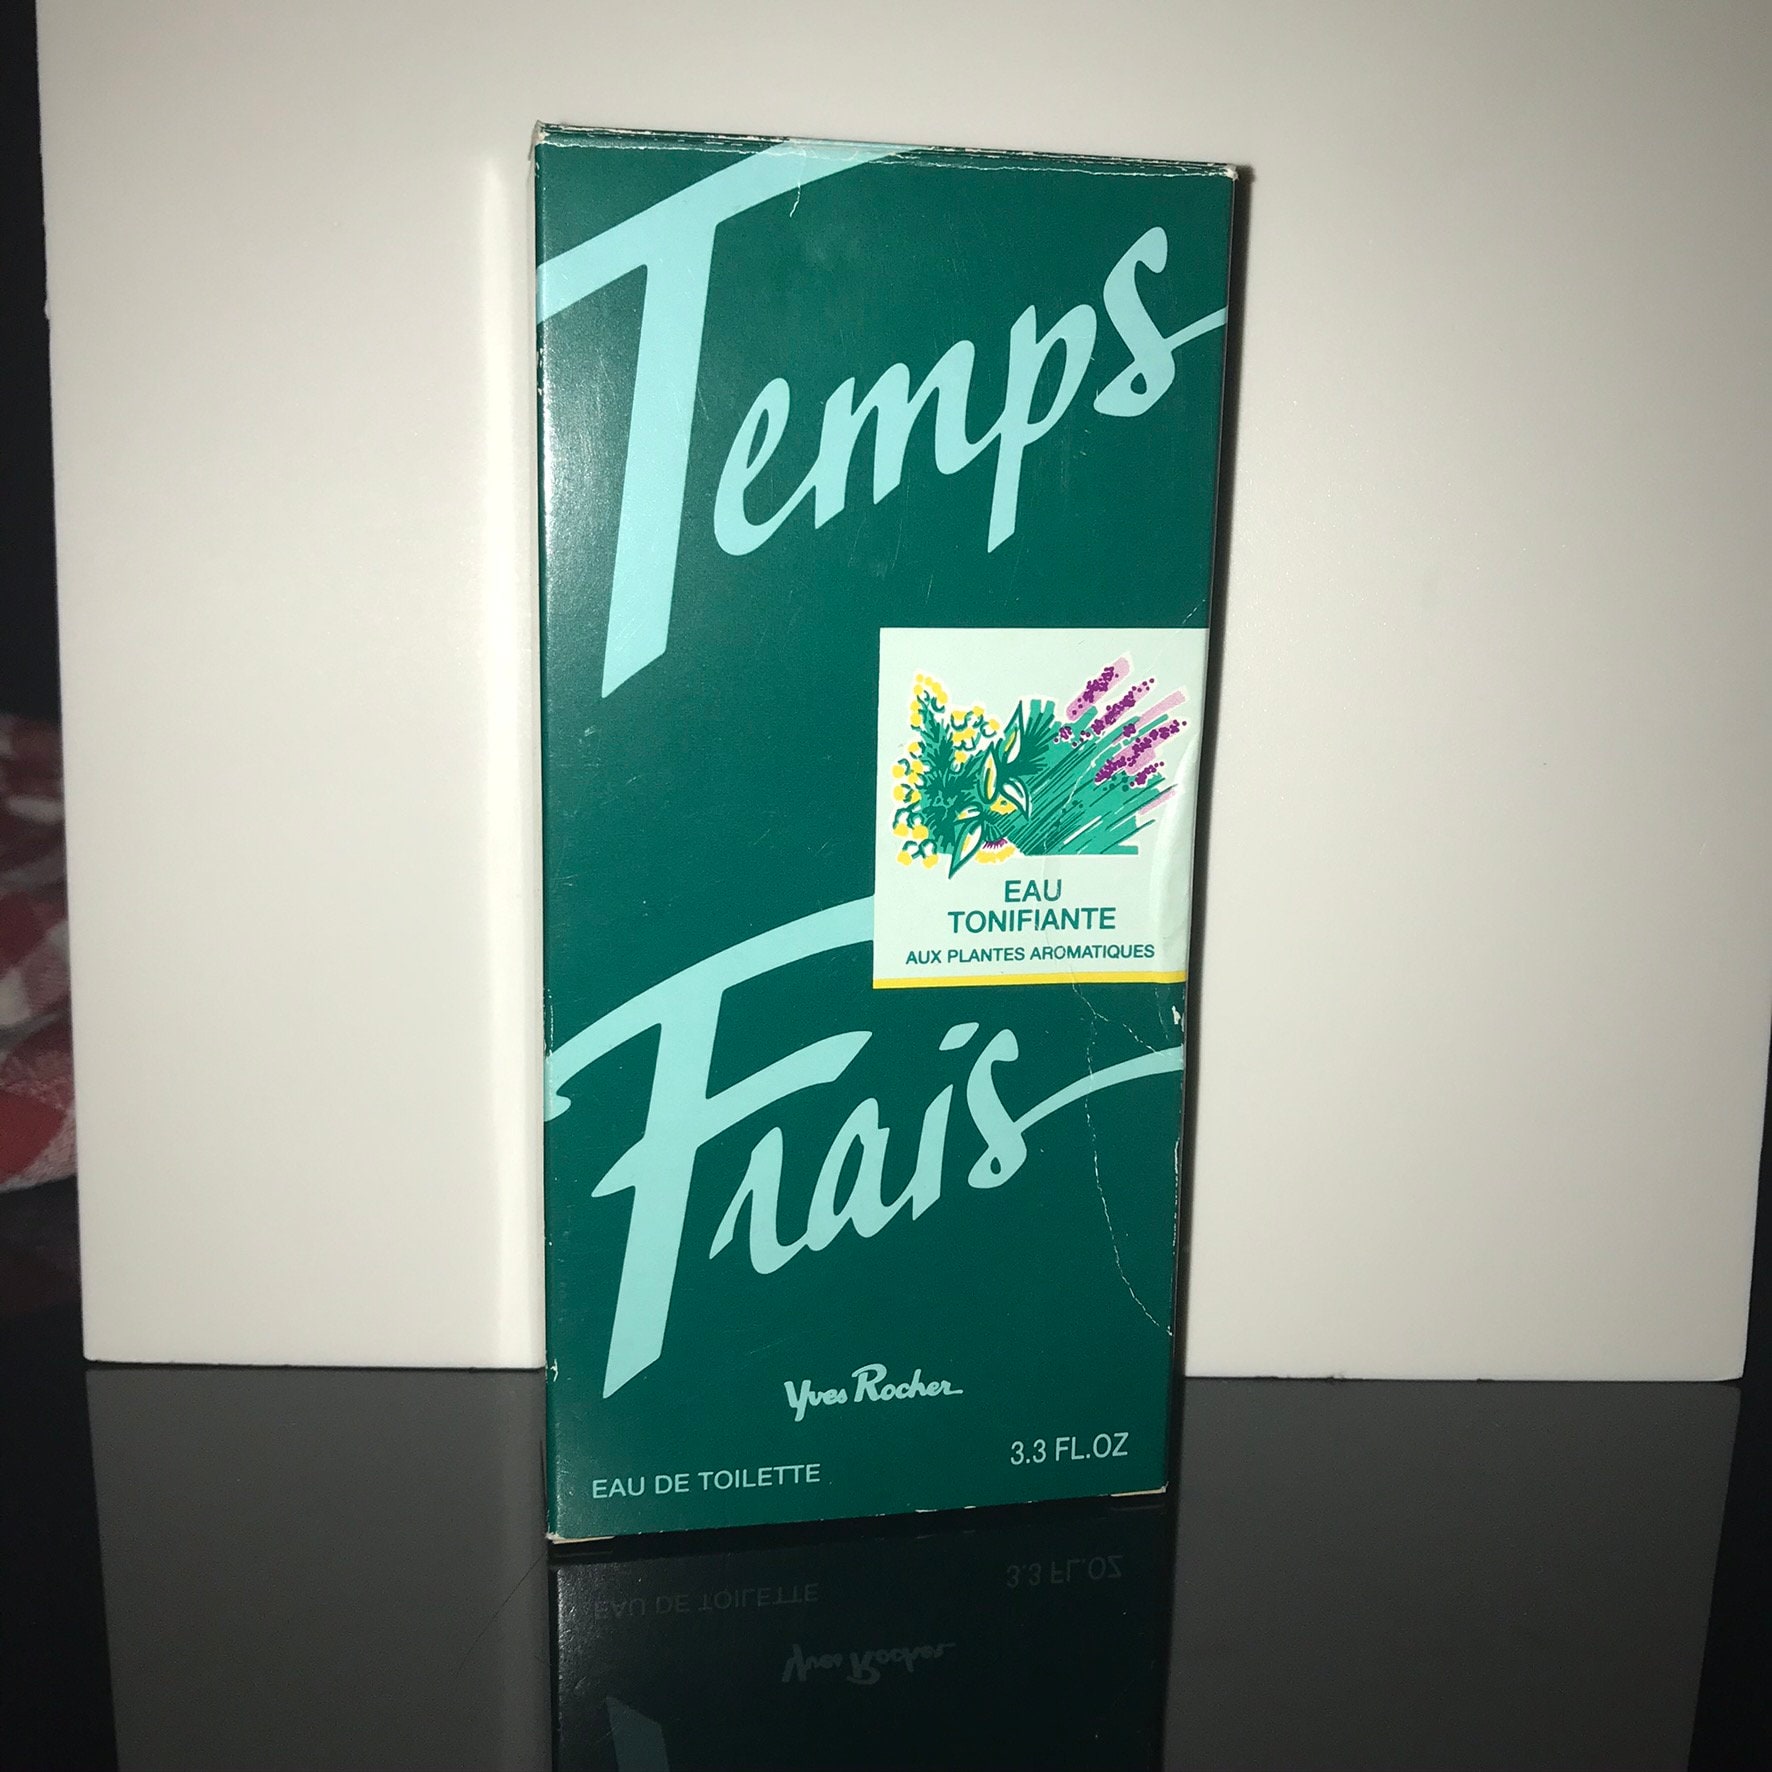 Temps
EAU
TONIFIANTE
AUX PLANTES AROMATIQUES
Frais
Yves Rocher
3.3 FL.OZ
EAU DE TOILETTE